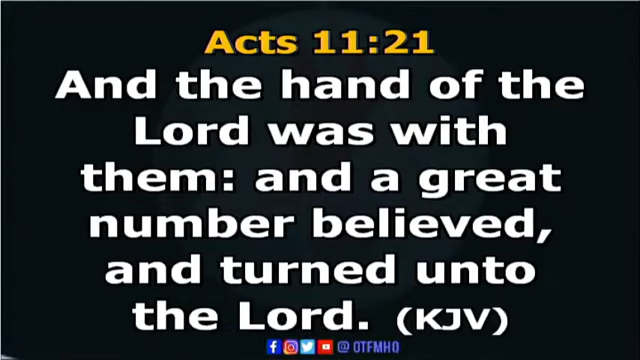 Acts 11:21
And the hand of the
Lord was with
them: and a great
number believed,
and turned unto
the Lord. (KJV)
@OTFMHQ